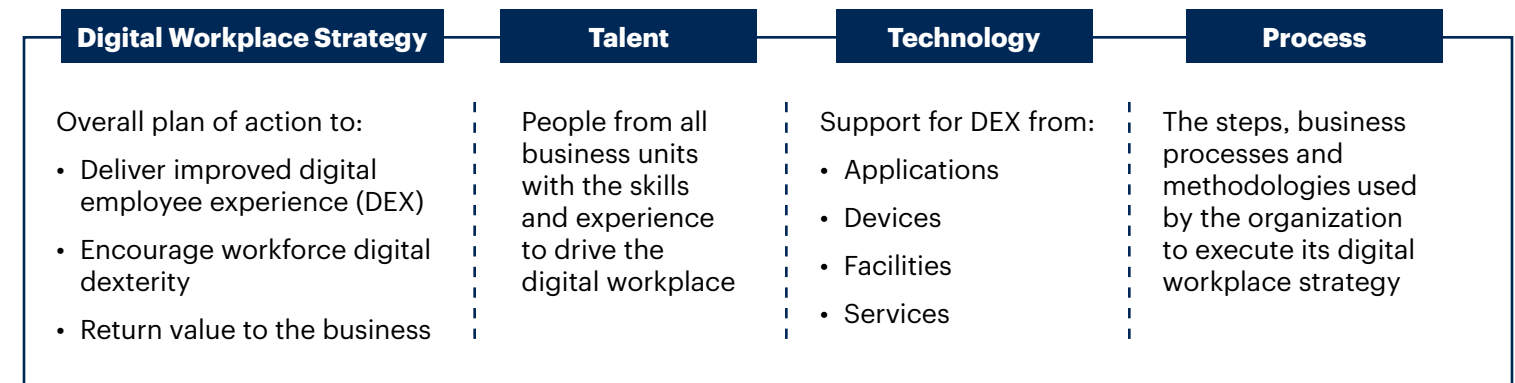 Digital Workplace Strategy
Overall plan of action to:
• Deliver improved digital
employee experience (DEX)
• Encourage workforce digital
dexterity
• Return value to the business
Talent
People from all
business units
with the skills
and experience
to drive the
digital workplace
Technology
Support for DEX from:
• Applications
• Devices
• Facilities
• Services
Process
The steps, business
processes and
methodologies used
by the organization
to execute its digital
workplace strategy